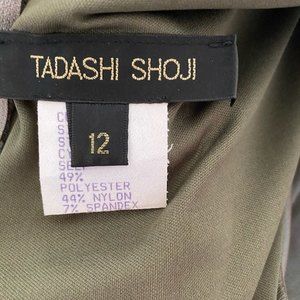 TADASHI SHOJI
12
49%
POLYESTER
44% NYLON
7% SPANDEX